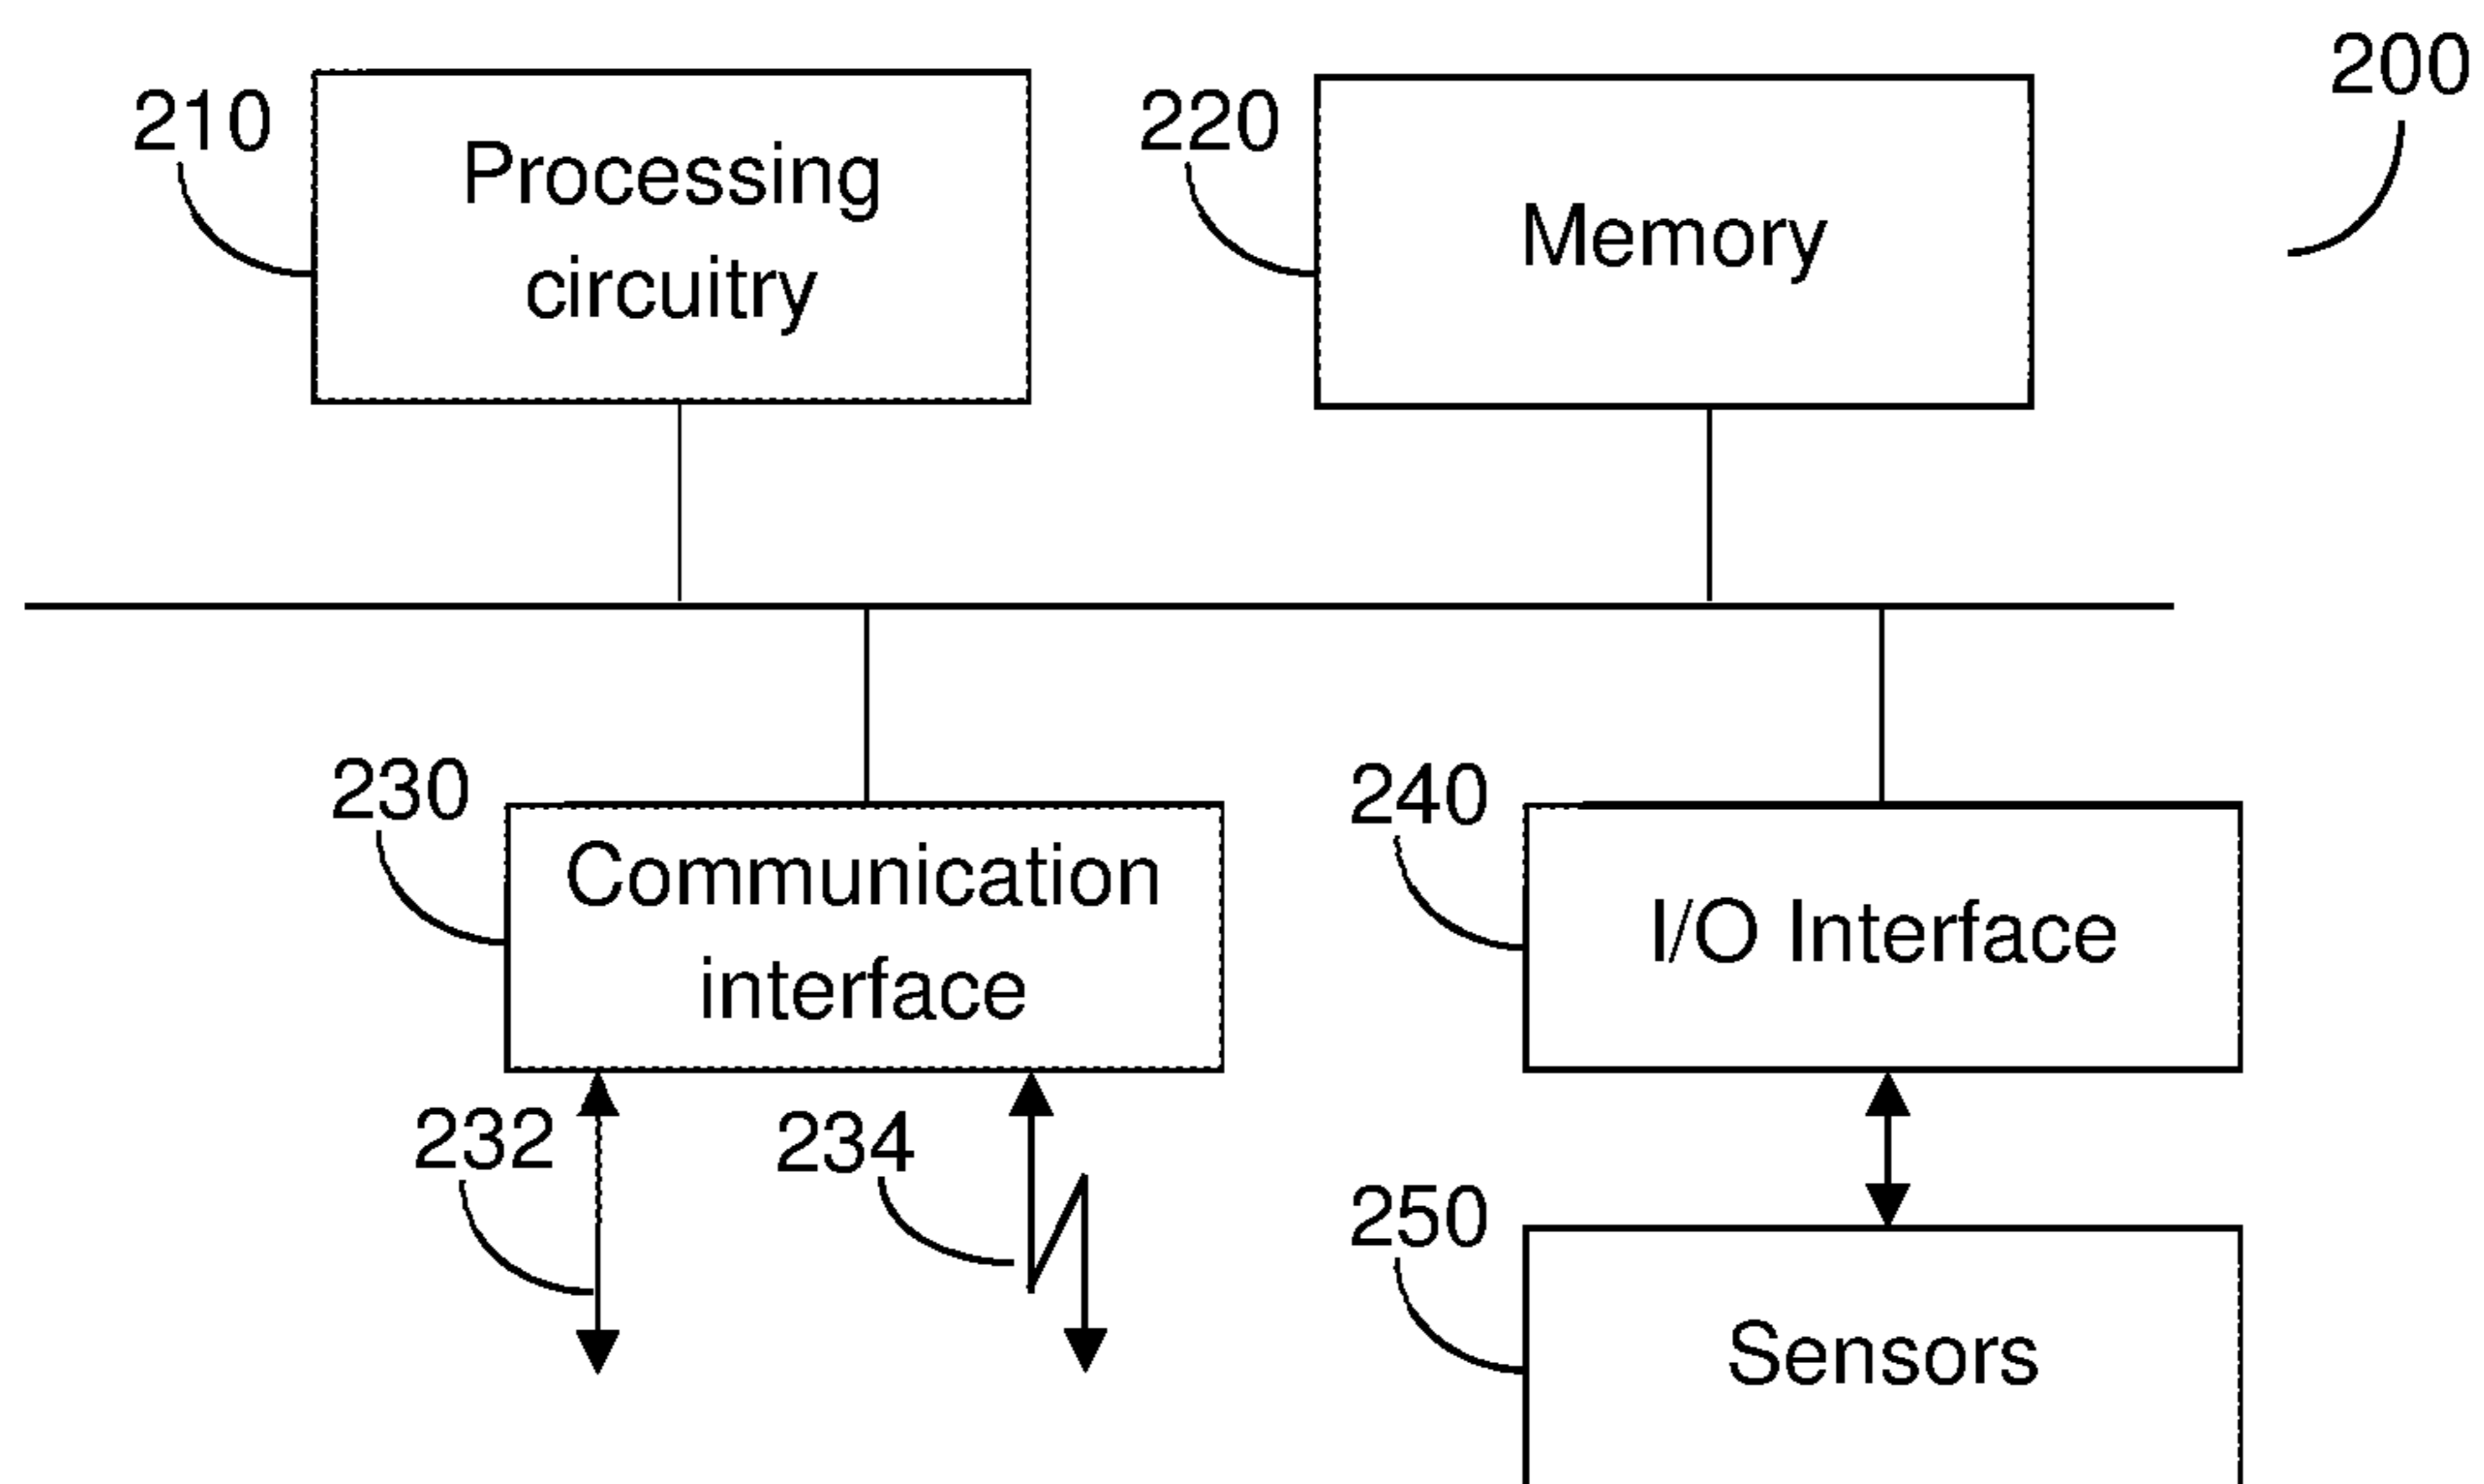 200
210
Processing
circuitry
220
Memory
230
Communication
interface
240
I/O Interface
232
234
250
Sensors